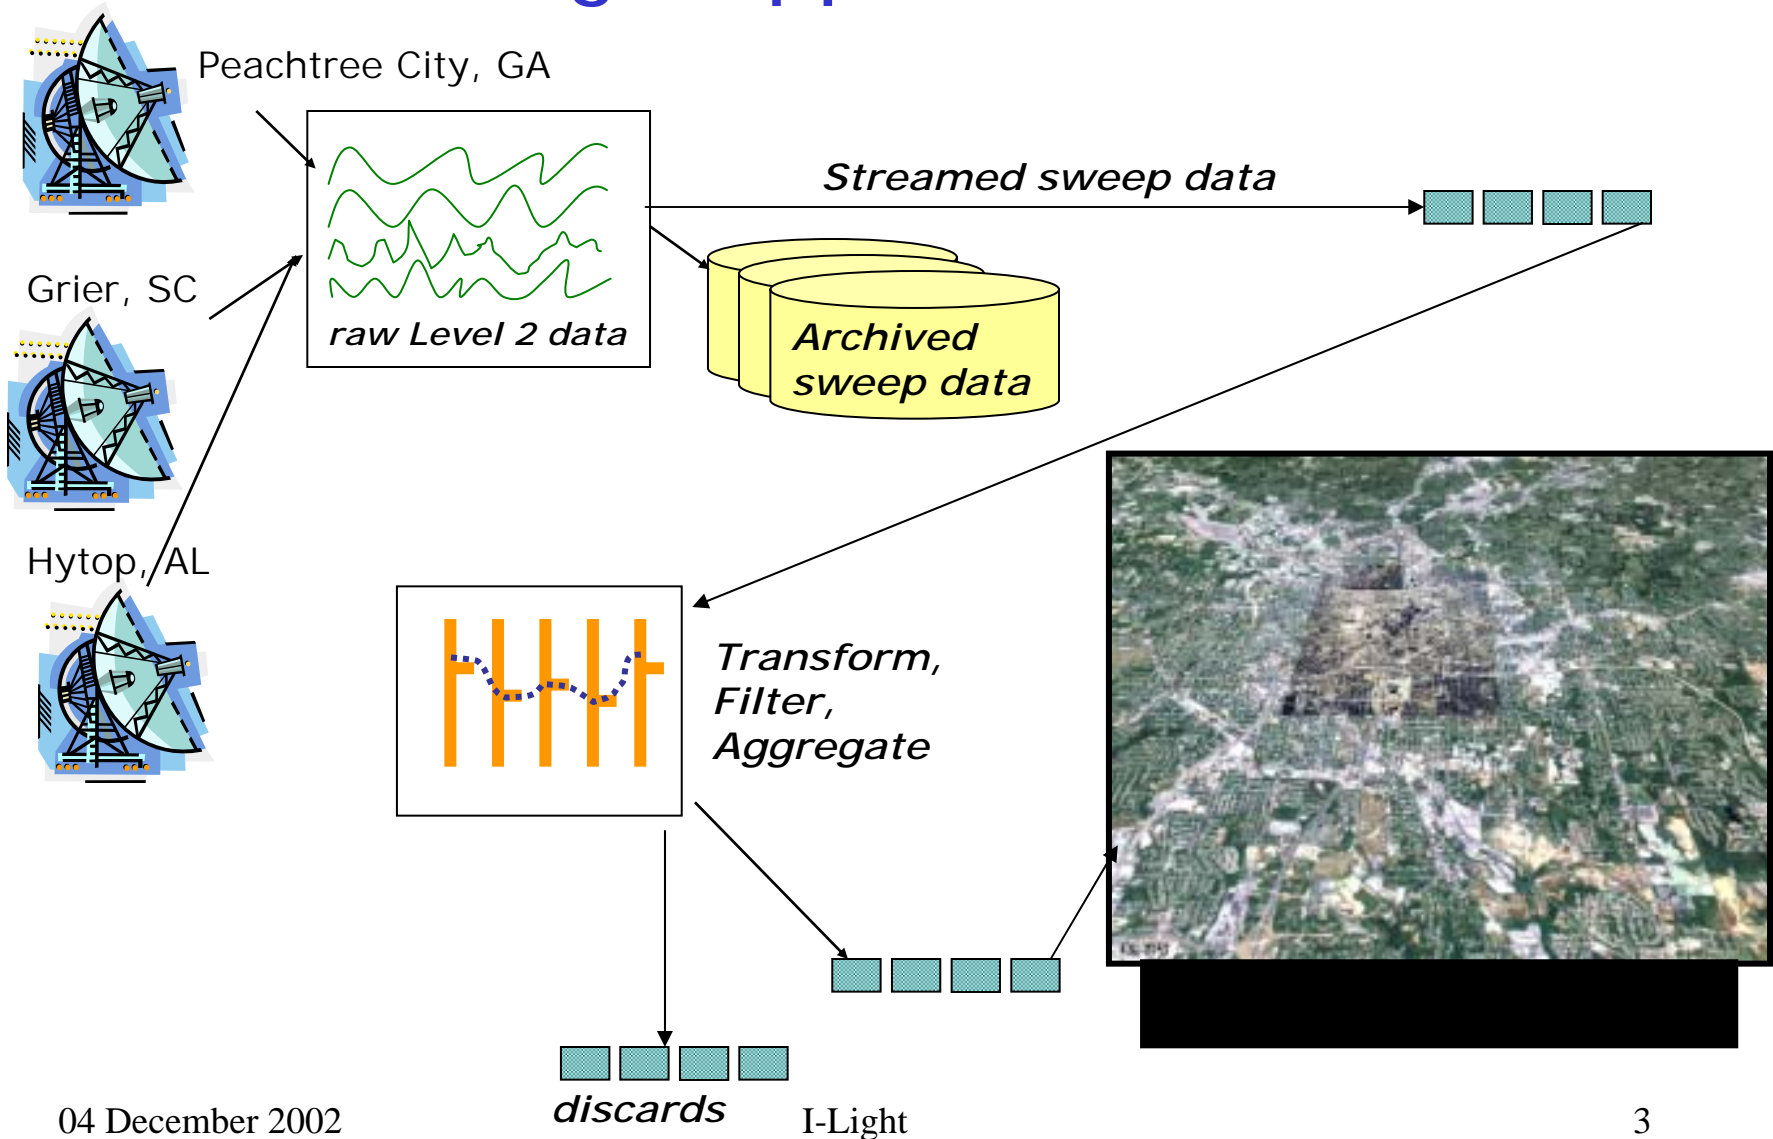 Peachtree City, GA
Streamed sweep data
Grier, SC
raw Level 2 data
Archived
sweep data
Hytop, AL
Transform,
Filter,
Aggregate
discards
04 December 2002
I-Light
3